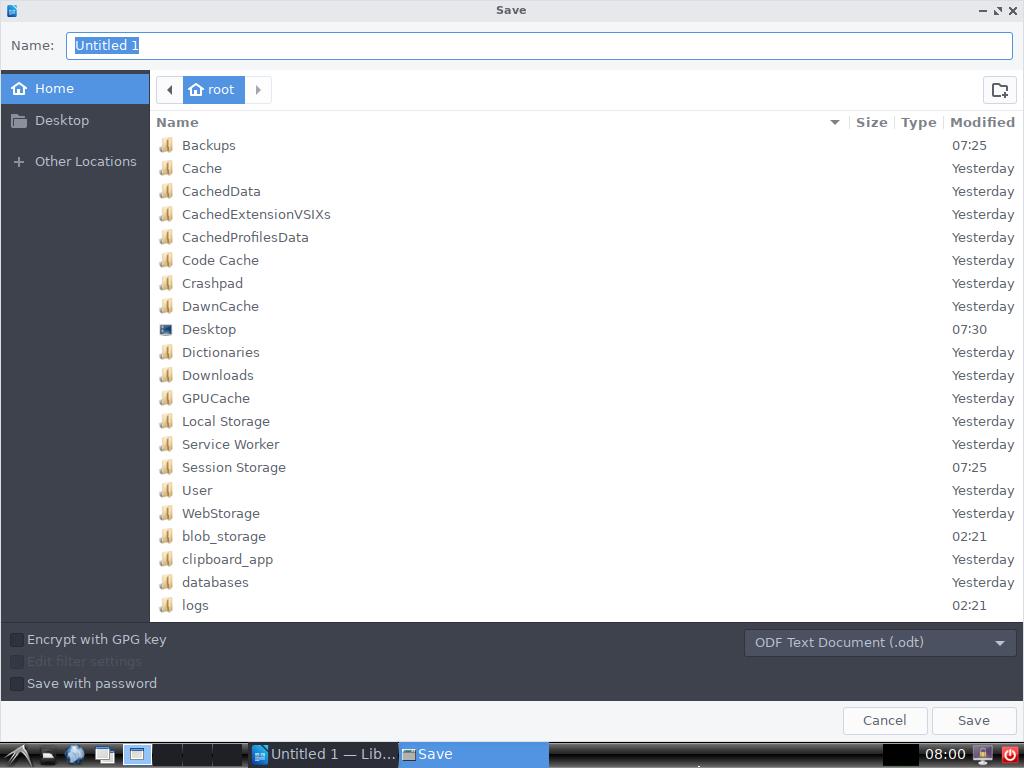 Save
Name: Untitled 1
Home
Desktop
Other Locations
root
Name Size Type Modified
Backups 07:25
Cache Yesterday
CachedData Yesterday
CachedExtensionVSIXs Yesterday
CachedProfilesData Yesterday
Code Cache Yesterday
Crashpad Yesterday
DawnCache Yesterday
Desktop 07:30
Dictionaries Yesterday
Downloads Yesterday
GPUCache Yesterday
Local Storage Yesterday
Service Worker Yesterday
Session Storage 07:25
User Yesterday
WebStorage Yesterday
blob_storage 02:21
clipboard_app Yesterday
databases Yesterday
logs 02:21
Encrypt with GPG key
Edit filter settings
Save with password
ODF Text Document (.odt)
Cancel Save
Untitled 1 — Lib... Save 08:00